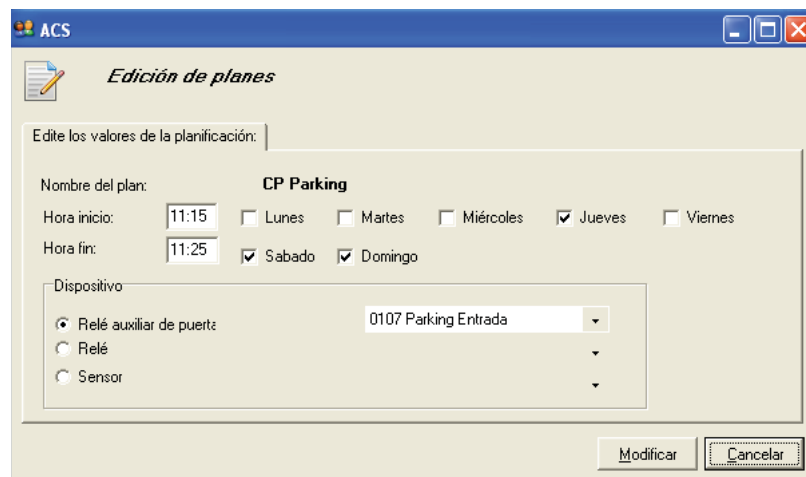 ACS
Edición de planes
Edite los valores de la planificación:
Nombre del plan: CP Parking
Hora inicio: 11:15 Lunes Martes Miércoles Jueves Viernes
Hora fin: 11:25 Sabado Domingo
Dispositivo
Relé auxiliar de puerta 0107 Parking Entrada
Relé
Sensor
Modificar Cancelar